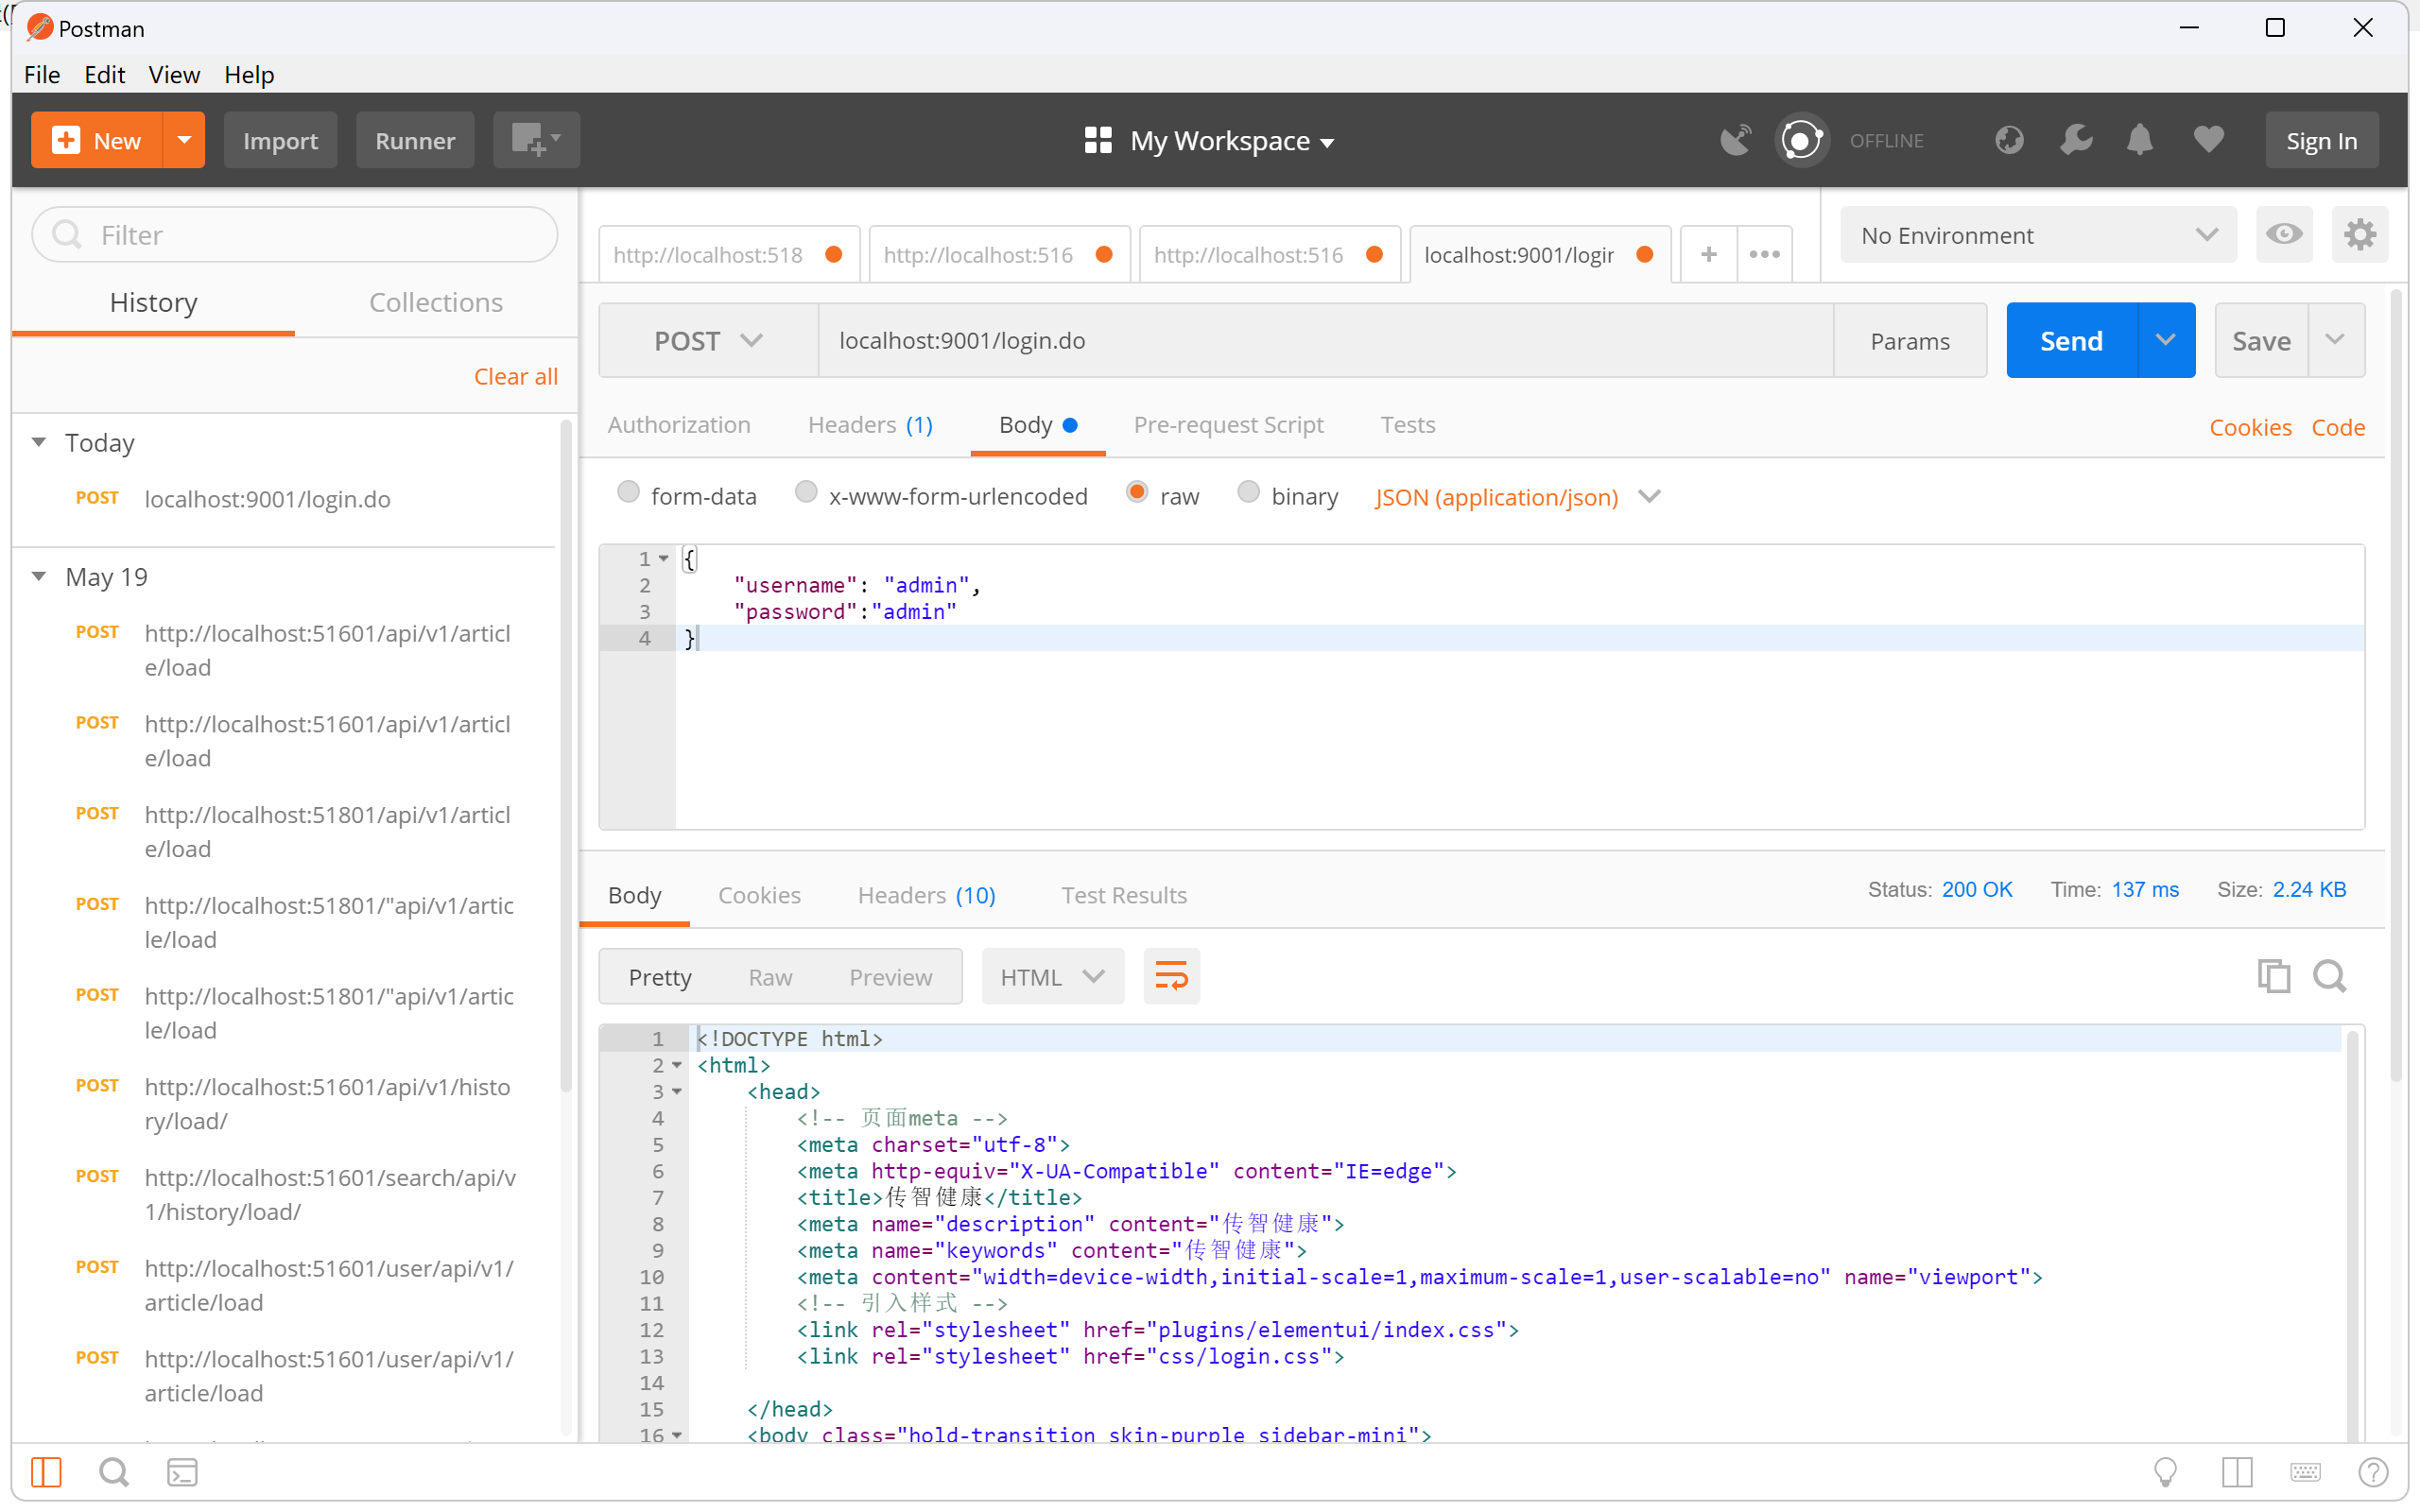 Postman
File Edit View Help
New Import Runner My Workspace OFFLINE Sign In
Filter
History Collections
Clear all
Today
POST localhost:9001/login.do
May 19
POST http://localhost:51601/api/v1/articl
e/load
POST http://localhost:51601/api/v1/articl
e/load
POST http://localhost:51801/api/v1/articl
e/load
POST http://localhost:51801/"api/v1/artic
le/load
POST http://localhost:51801/"api/v1/artic
le/load
POST http://localhost:51601/api/v1/histo
ry/load/
POST http://localhost:51601/search/api/v
1/history/load/
POST http://localhost:51601/user/api/v1/
article/load
POST http://localhost:51601/user/api/v1/
article/load
http://localhost:518 http://localhost:516 http://localhost:516 localhost:9001/login + ••• No Environment
POST localhost:9001/login.do Params Send Save
Authorization Headers (1) Body Pre-request Script Tests Cookies Code
form-data x-www-form-urlencoded raw binary JSON (application/json)
1 {
2 "username": "admin",
3 "password":"admin"
4 }
Body Cookies Headers (10) Test Results Status: 200 OK Time: 137 ms Size: 2.24 KB
Pretty Raw Preview HTML
1 <!DOCTYPE html>
2 <html>
3 <head>
4 <!-- 页面meta -->
5 <meta charset="utf-8">
6 <meta http-equiv="X-UA-Compatible" content="IE=edge">
7 <title>传智健康</title>
8 <meta name="description" content="传智健康">
9 <meta name="keywords" content="传智健康">
10 <meta content="width=device-width,initial-scale=1,maximum-scale=1,user-scalable=no" name="viewport">
11 <!-- 引入样式 -->
12 <link rel="stylesheet" href="plugins/elementui/index.css">
13 <link rel="stylesheet" href="css/login.css">
14
15 </head>
16 <body class="hold-transition skin-purple sidebar-mini">